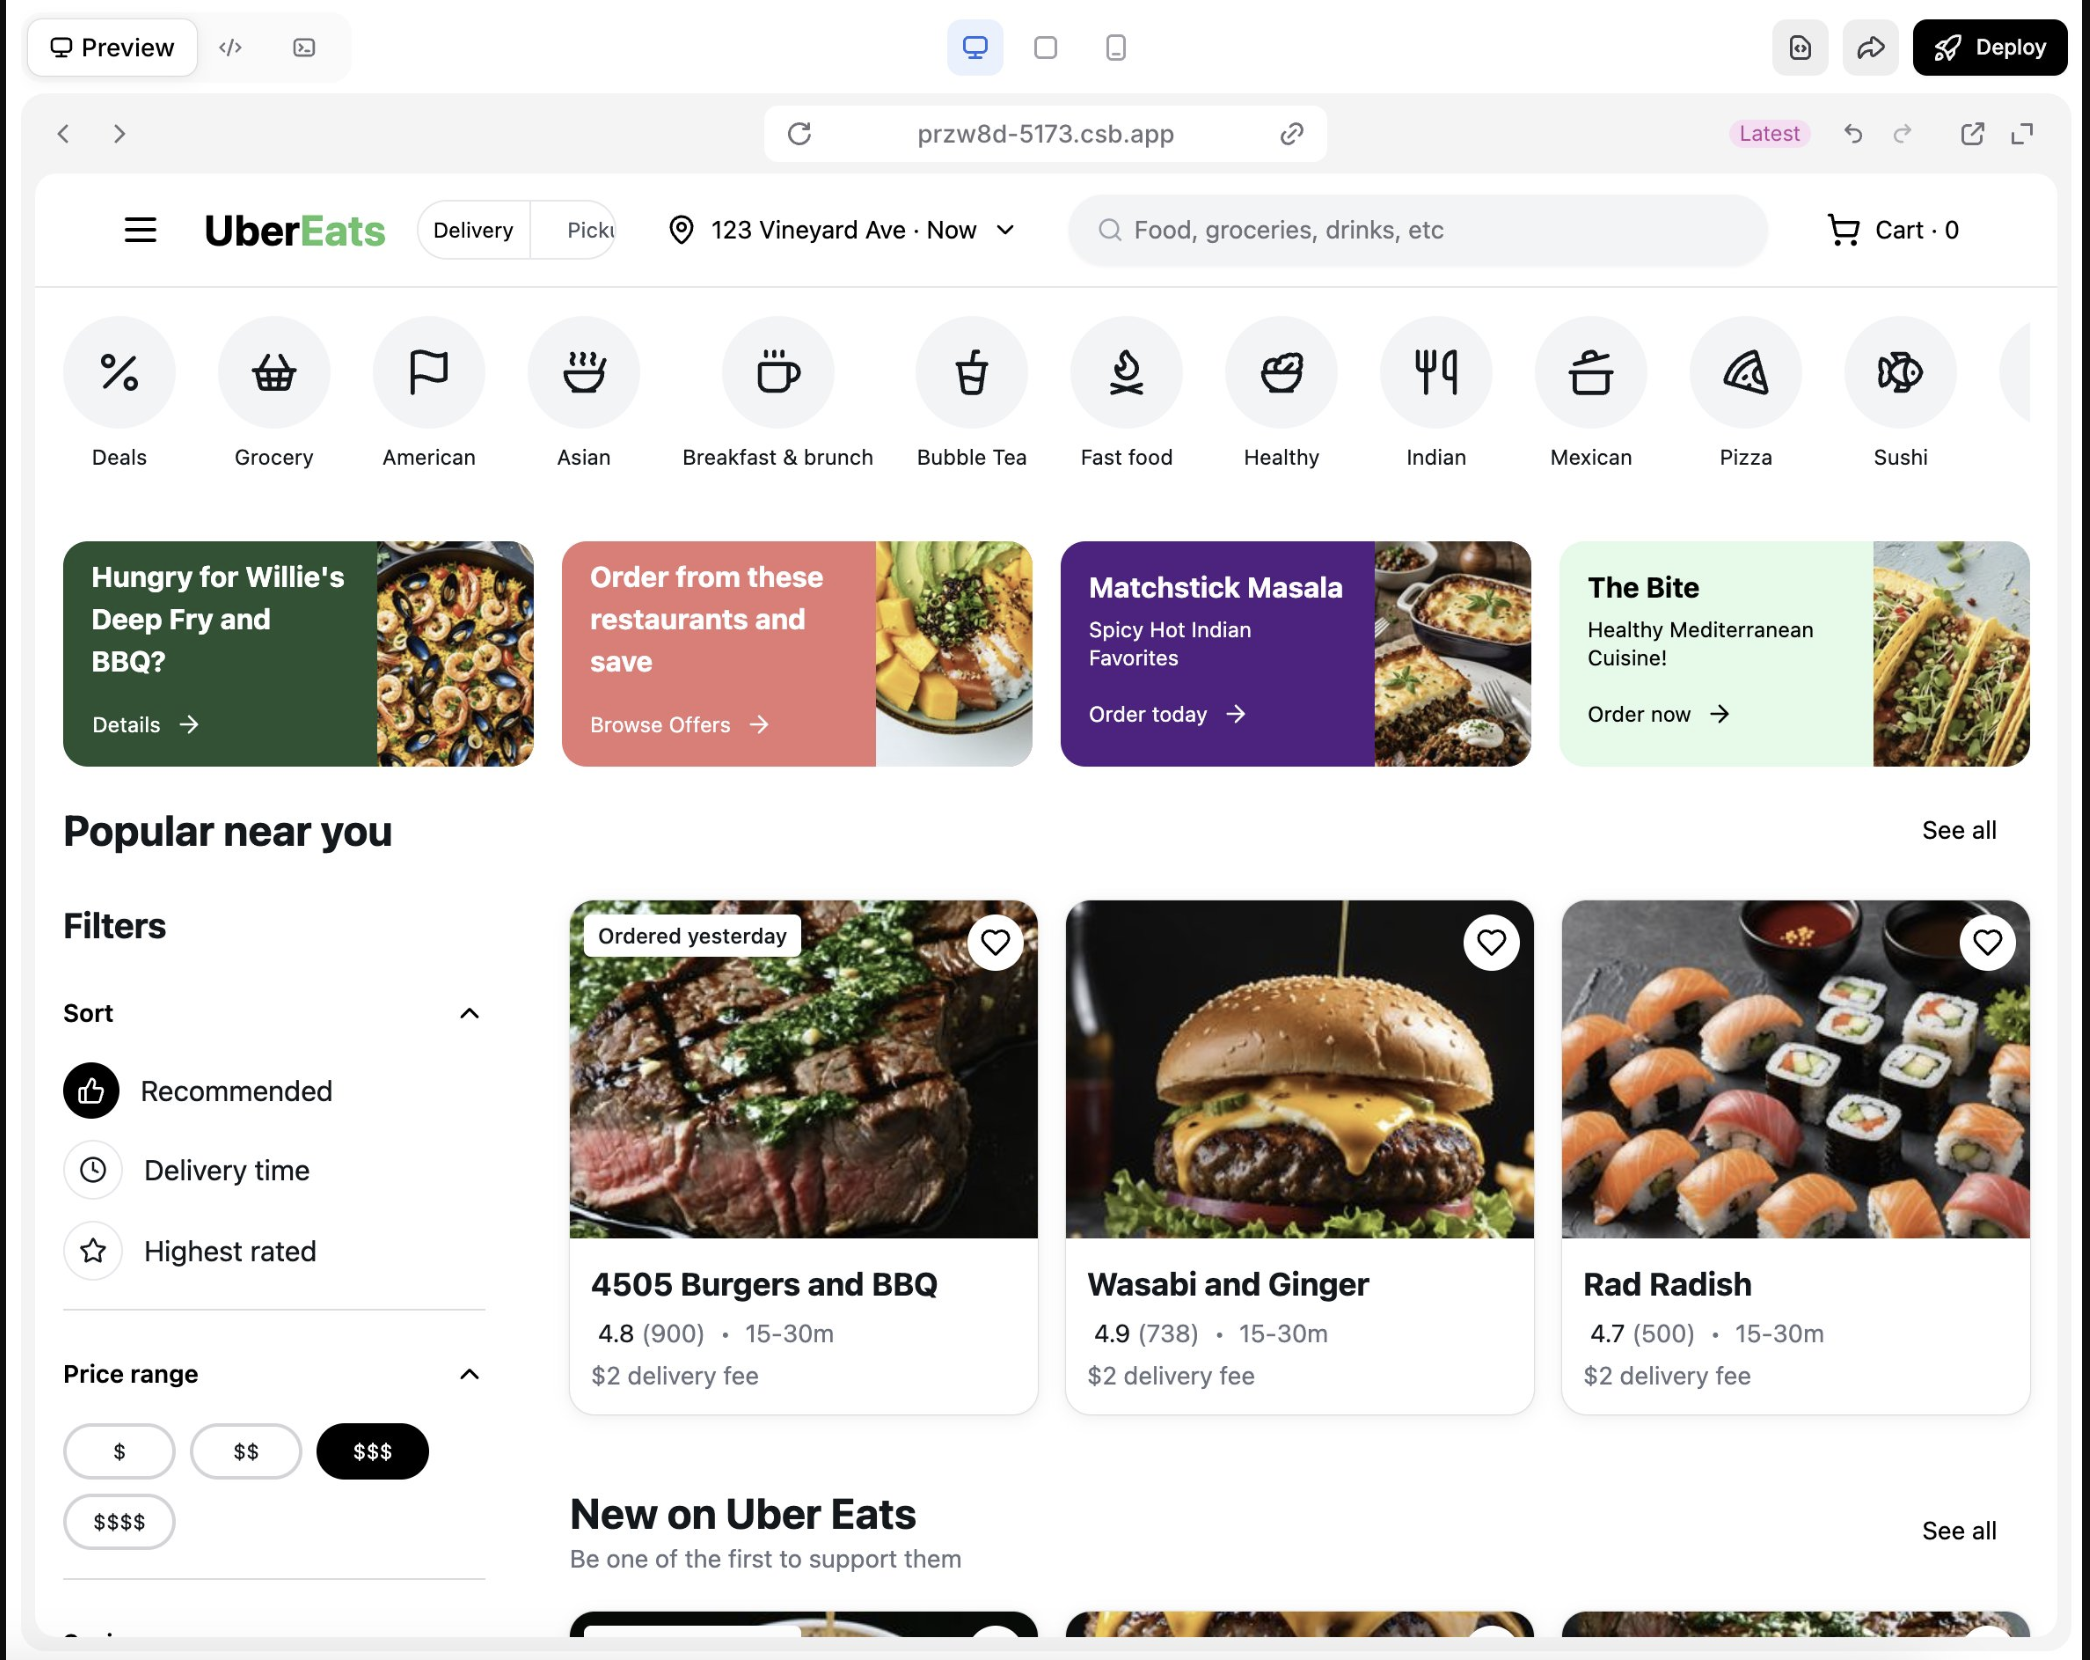 Preview
Deploy
przw8d-5173.csb.app
Latest
UberEats
Delivery
Pick
123 Vineyard Ave · Now
Food, groceries, drinks, etc
Cart · 0
Deals
Grocery
American
Asian
Breakfast & brunch
Bubble Tea
Fast food
Healthy
Indian
Mexican
Pizza
Sushi
Hungry for Willie's
Deep Fry and
BBQ?
Details
Order from these
restaurants and
save
Browse Offers
Matchstick Masala
Spicy Hot Indian
Favorites
Order today
The Bite
Healthy Mediterranean
Cuisine!
Order now
Popular near you
See all
Filters
Sort
Recommended
Delivery time
Highest rated
Price range
$
$$
$$$
$$$$
Ordered yesterday
4505 Burgers and BBQ
4.8 (900) • 15-30m
$2 delivery fee
Wasabi and Ginger
4.9 (738) • 15-30m
$2 delivery fee
Rad Radish
4.7 (500) • 15-30m
$2 delivery fee
New on Uber Eats
Be one of the first to support them
See all